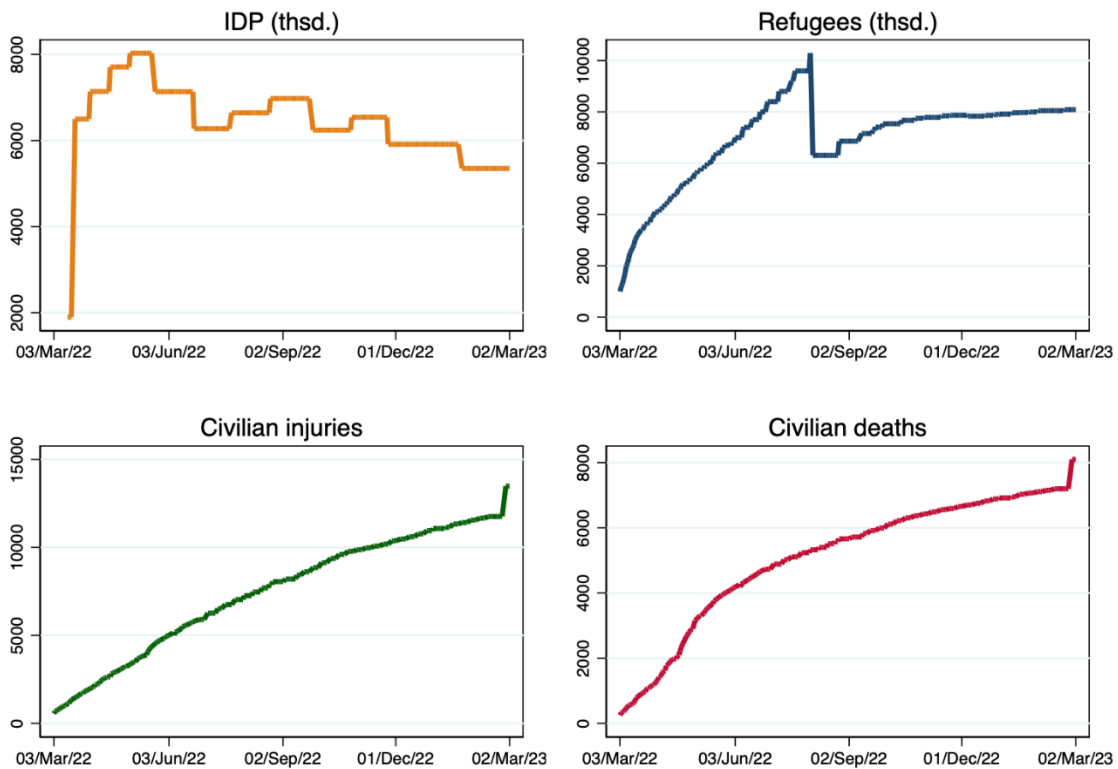 IDP (thsd.)
8000
6000
4000
2000
03/Mar/22 03/Jun/22 02/Sep/22 01/Dec/22 02/Mar/23
Refugees (thsd.)
10000
8000
6000
4000
2000
0
03/Mar/22 03/Jun/22 02/Sep/22 01/Dec/22 02/Mar/23
Civilian injuries
15000
10000
5000
0
03/Mar/22 03/Jun/22 02/Sep/22 01/Dec/22 02/Mar/23
Civilian deaths
8000
6000
4000
2000
0
03/Mar/22 03/Jun/22 02/Sep/22 01/Dec/22 02/Mar/23